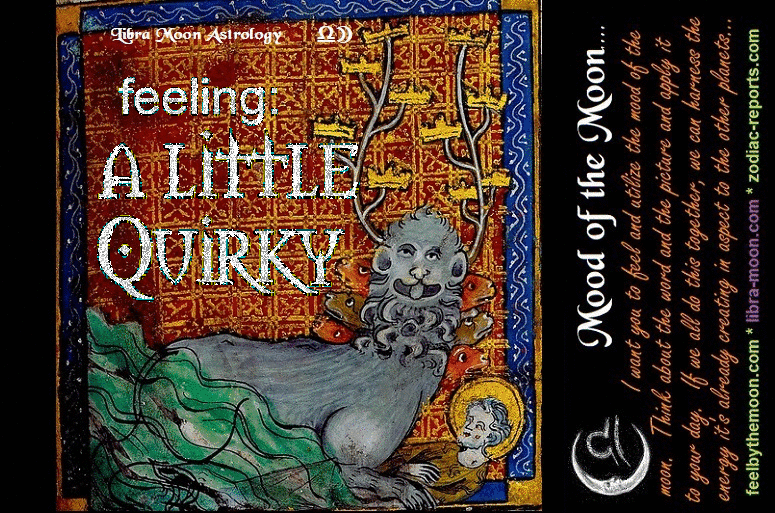 Libra Moon Astrology ♎☽☽
feeling:
A Little
Quirky
Mood of the Moon....
I want you to feel and utilize the mood of the
moon. Think about the word and the picture and apply it
to your day. If we all do this together, we can harness the
energy its already creating in aspect to the other planets...
feelbythemoon.com * libra-moon.com * zodiac-reports.com